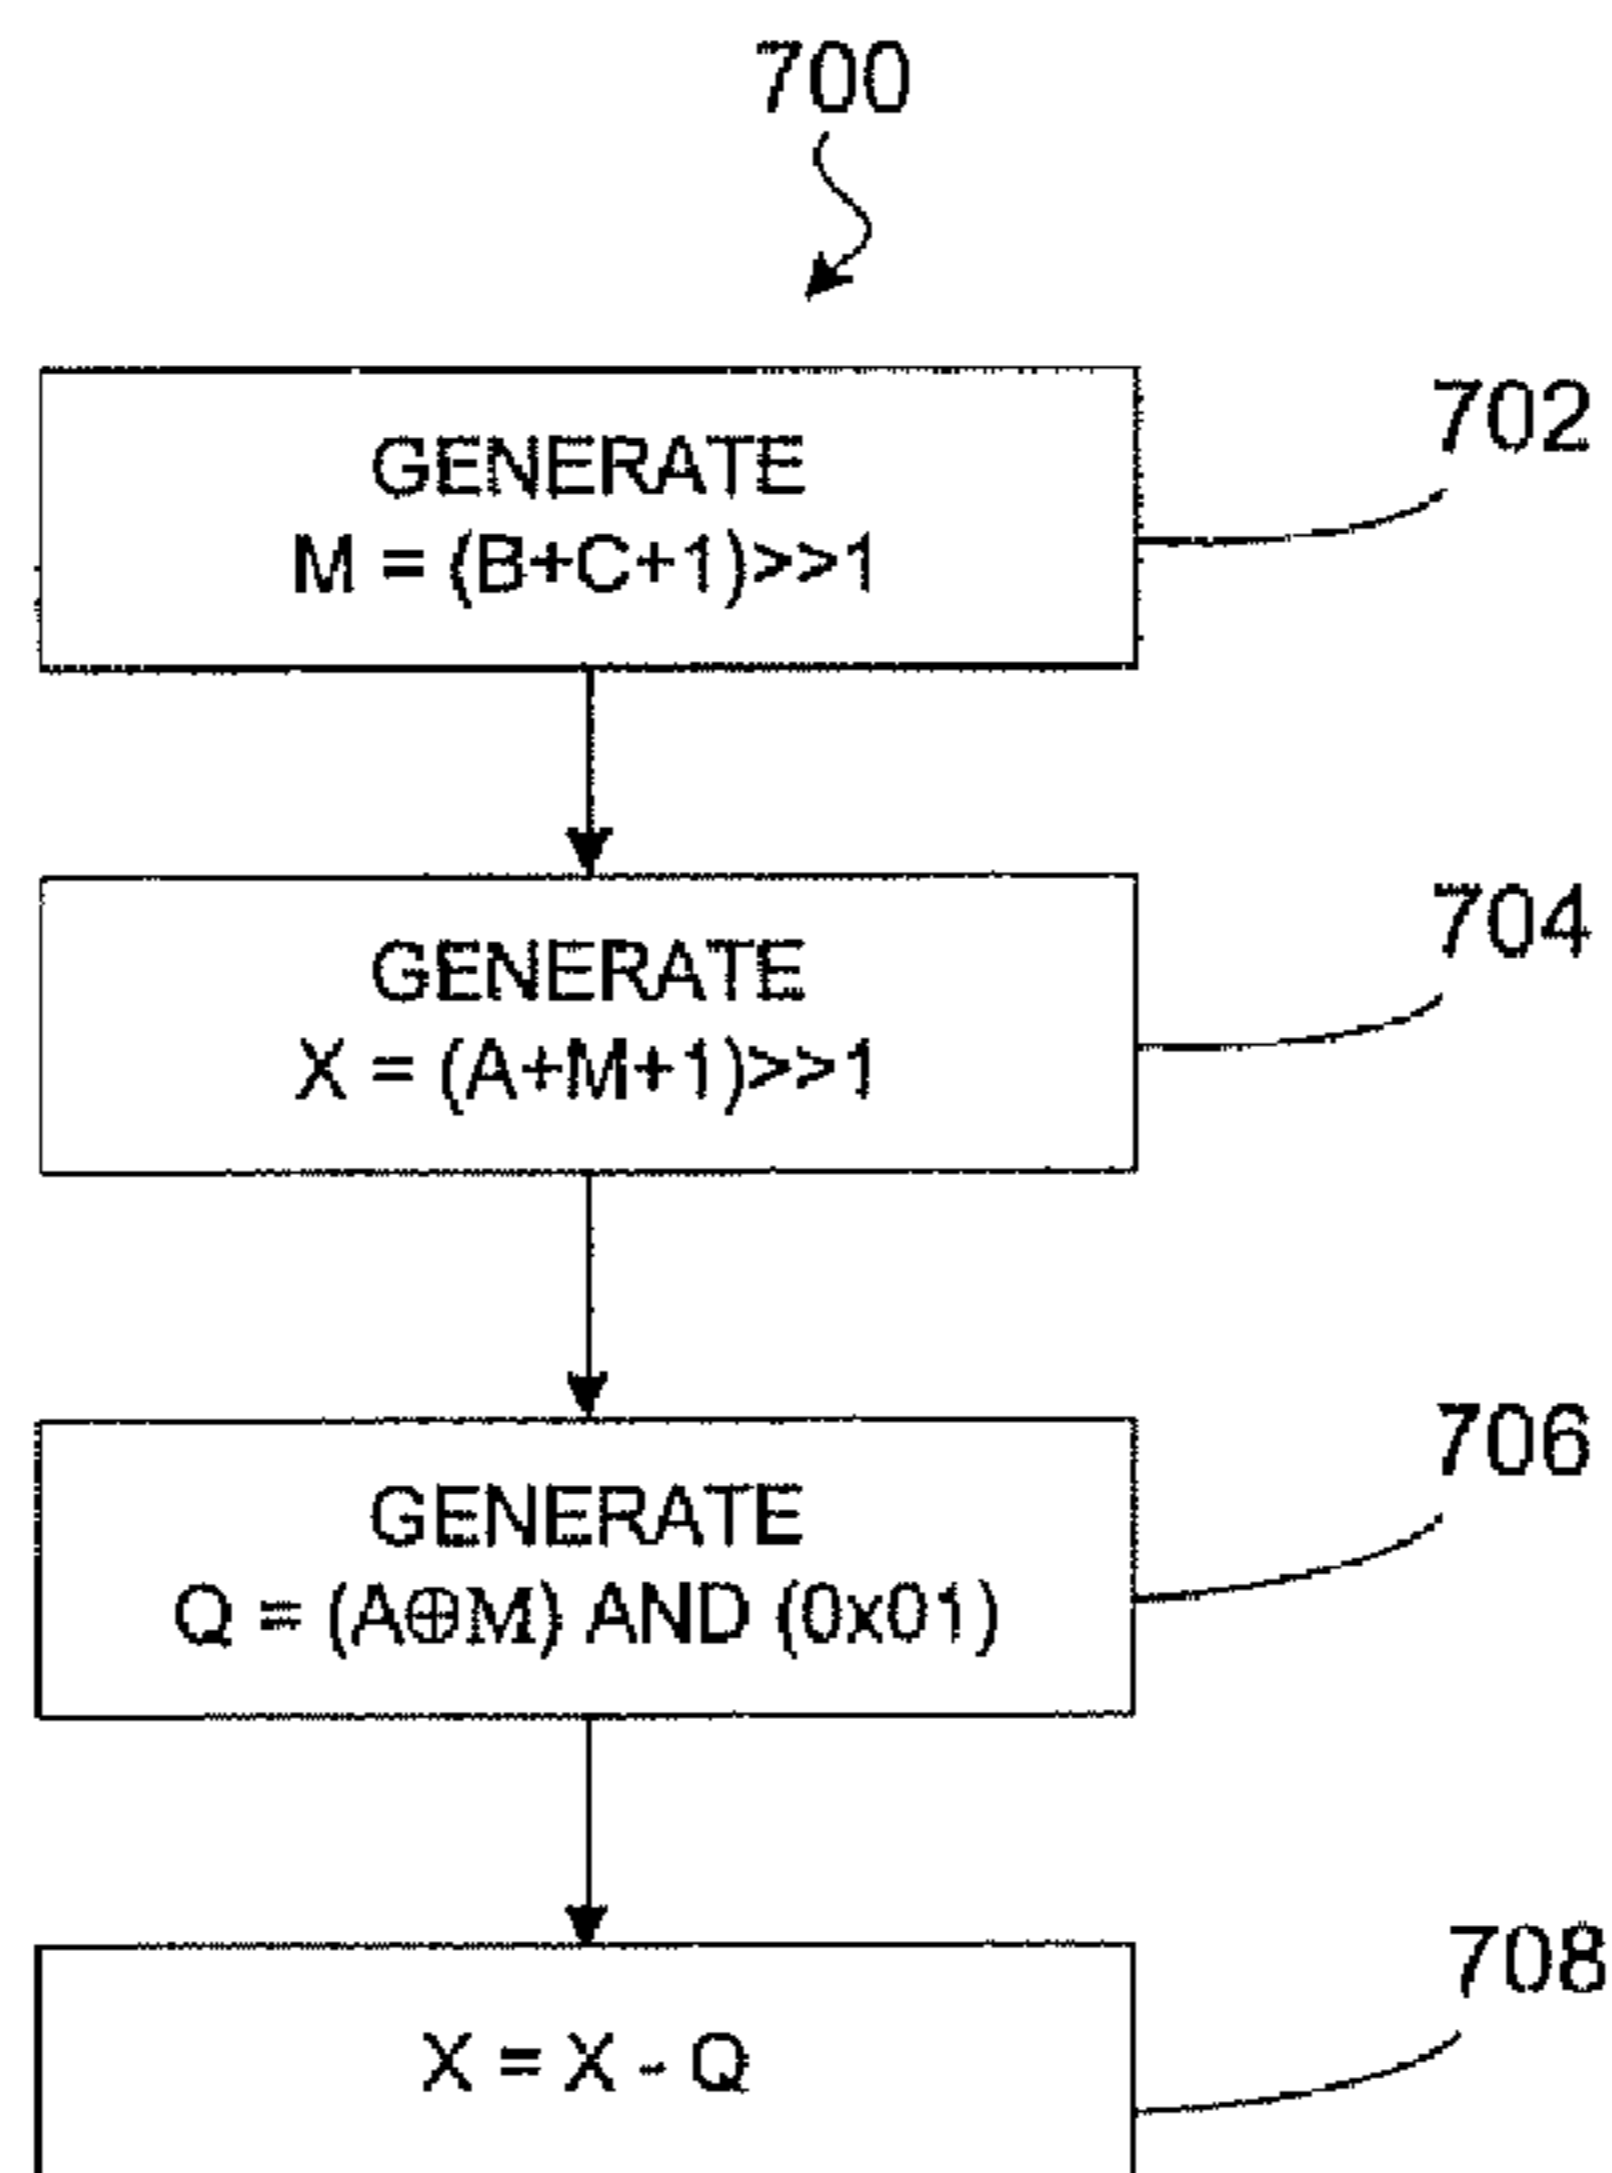 700
GENERATE
M = (B+C+1)>>1
702
GENERATE
X = (A+M+1)>>1
704
GENERATE
Q = (A⊕M) AND (0x01)
706
X = X - Q
708